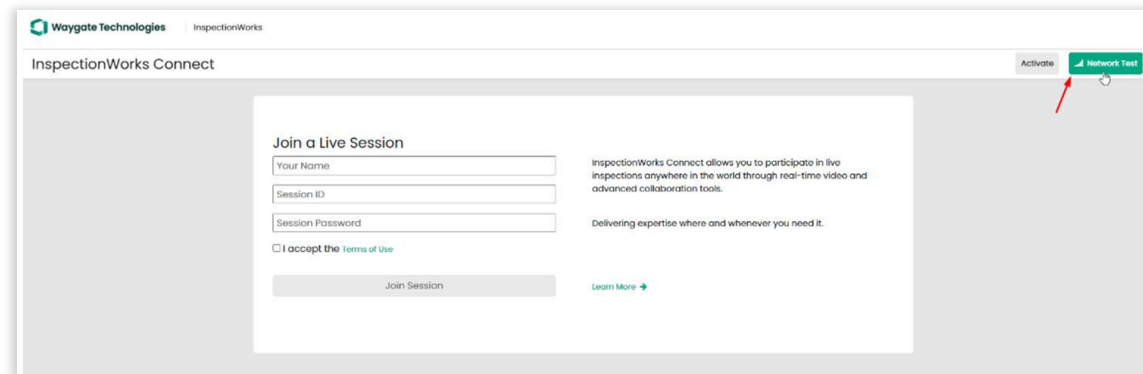 Waygate Technologies InspectionWorks
InspectionWorks Connect
Activate
Network Test
Join a Live Session
Your Name
Session ID
Session Password
I accept the Terms of Use
Join Session
InspectionWorks Connect allows you to participate in live
inspections anywhere in the world through real-time video and
advanced collaboration tools.
Delivering expertise where and whenever you need it.
Learn More